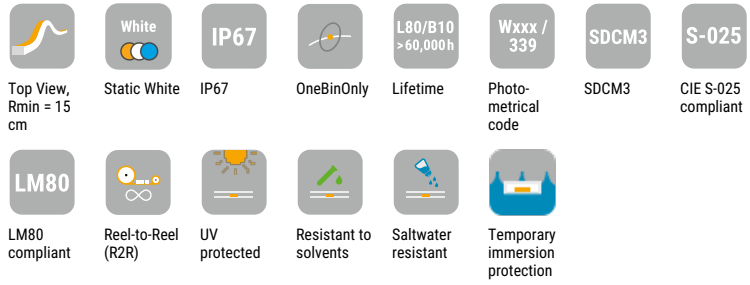 White
IP67
L80/B10
>60,000h
Wxxx /
339
SDCM3
S-025
Top View,
Rmin = 15
cm
Static White
IP67
OneBinOnly
Lifetime
Photo-
metrical
code
SDCM3
CIE S-025
compliant
LM80
LM80
compliant
Reel-to-Reel
(R2R)
UV
protected
Resistant to
solvents
Saltwater
resistant
Temporary
immersion
protection